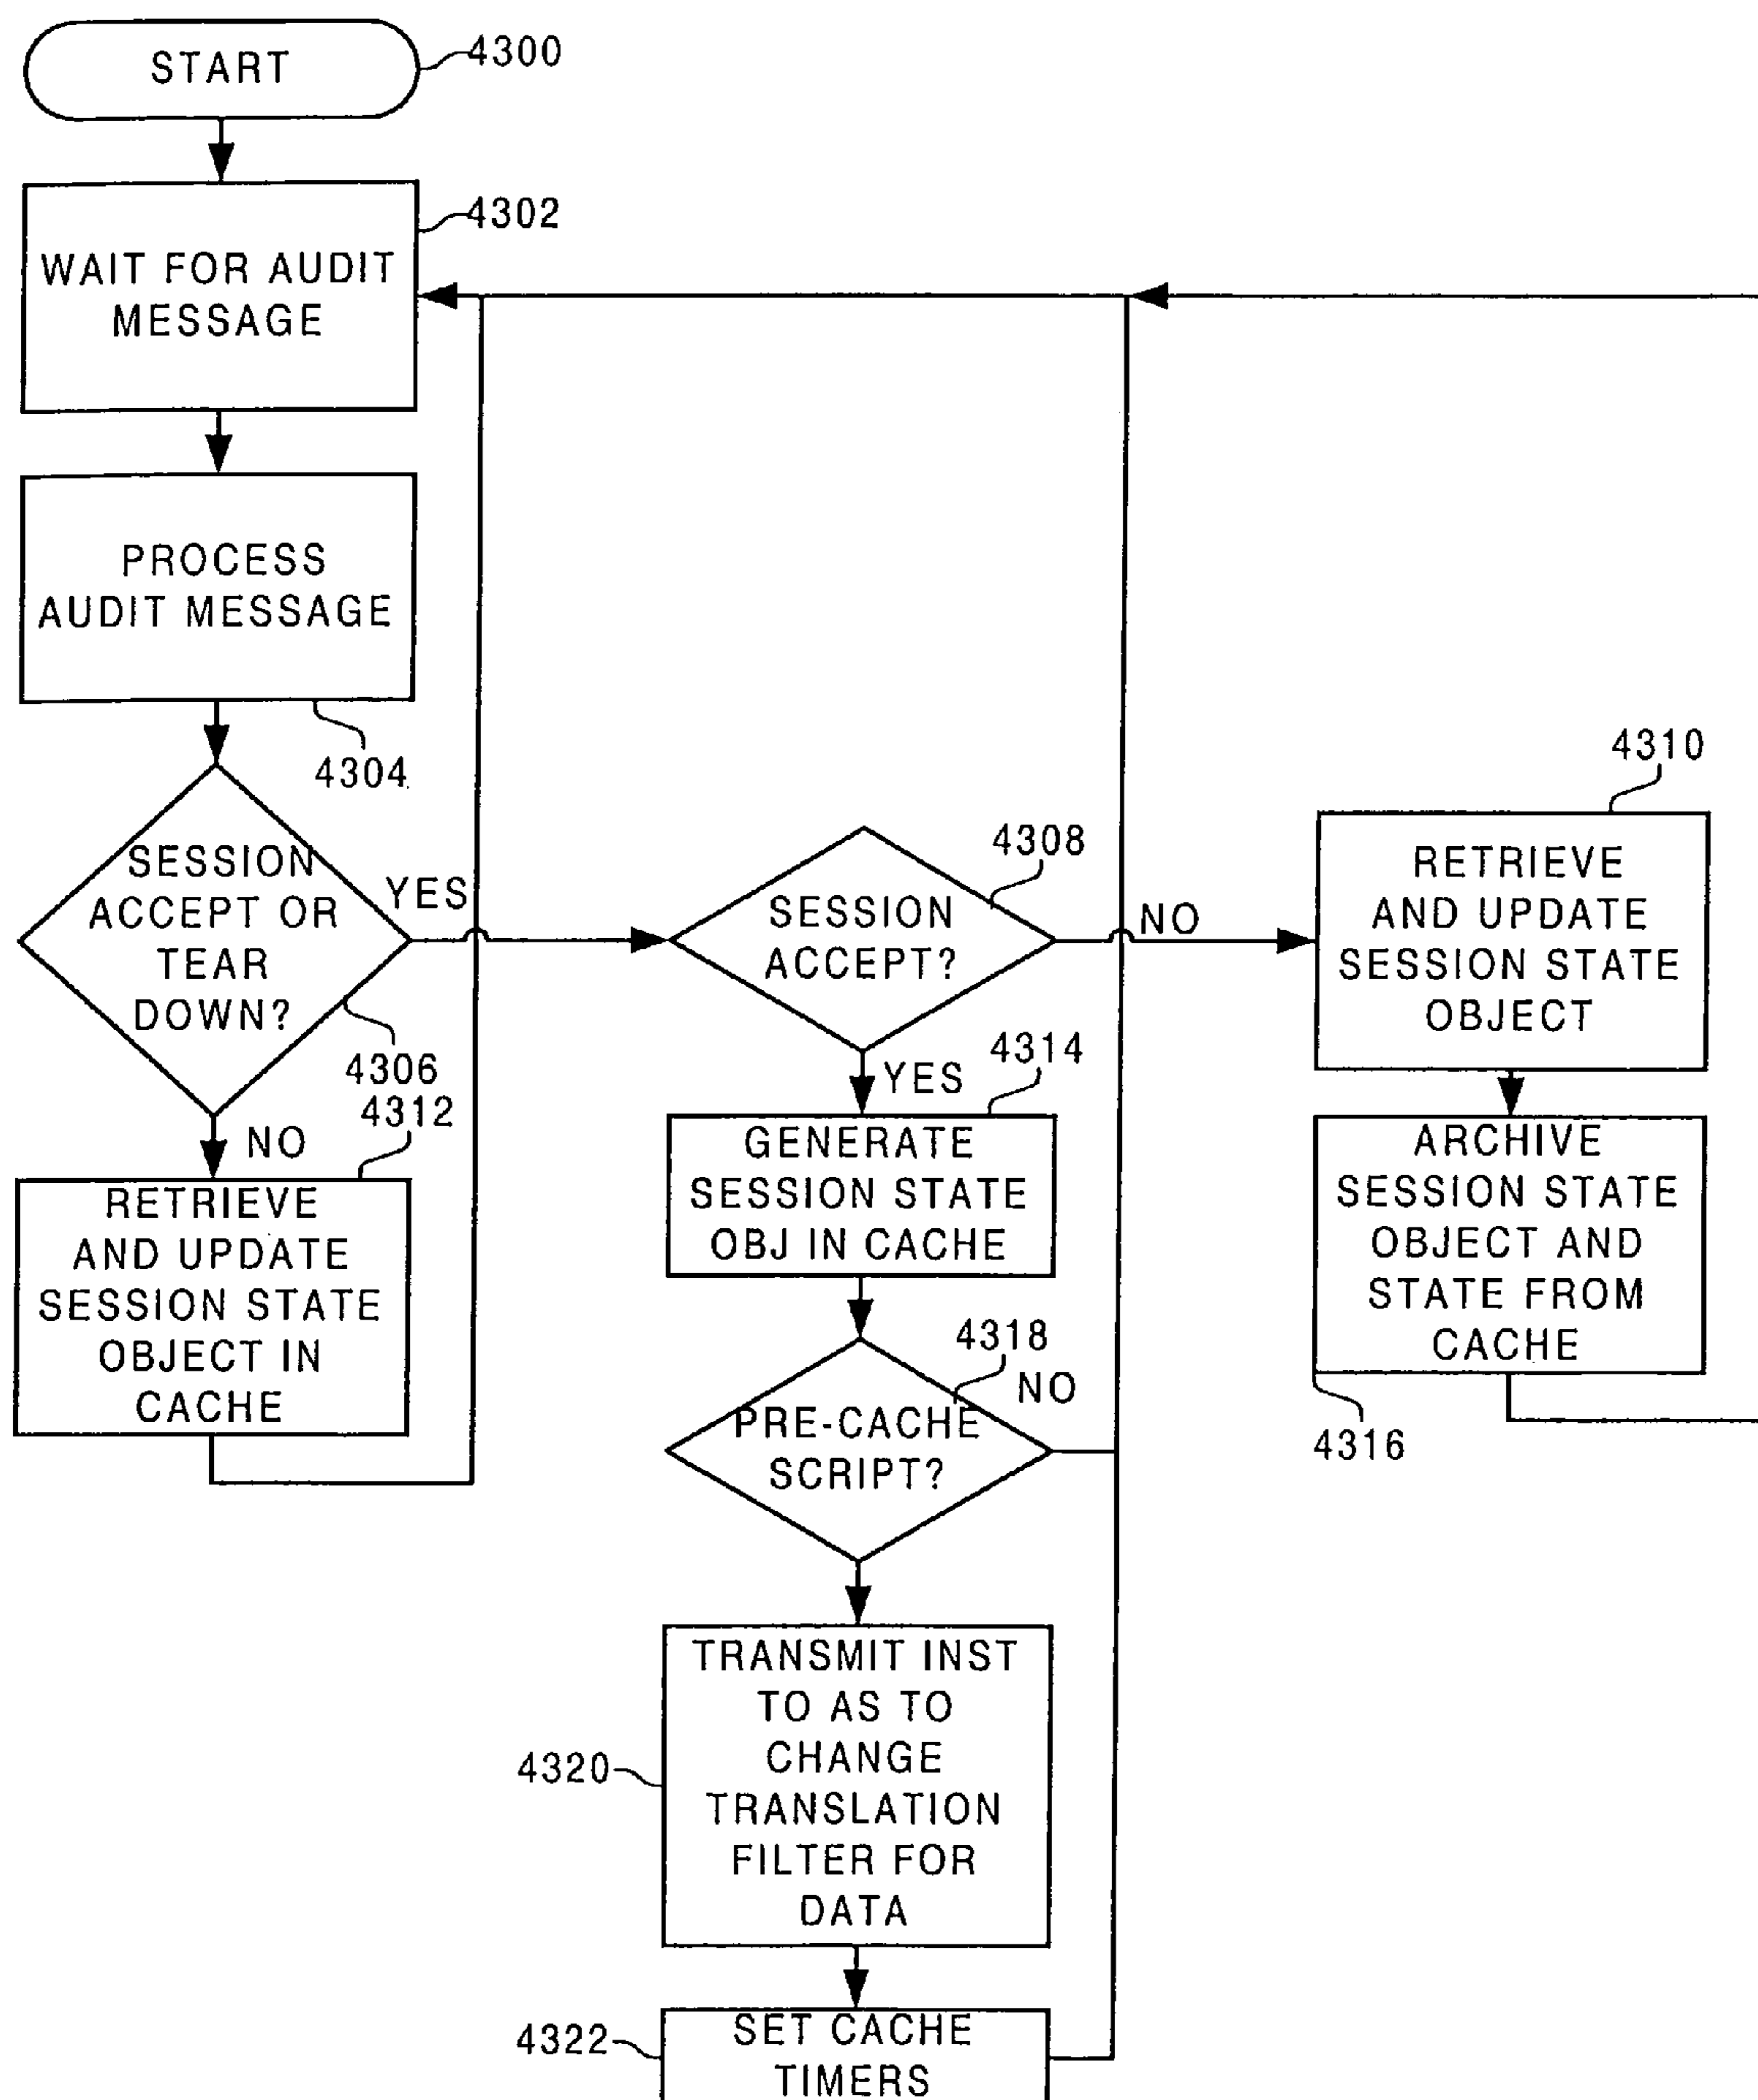 START
4300
WAIT FOR AUDIT
MESSAGE
4302
PROCESS
AUDIT MESSAGE
4304
SESSION
ACCEPT OR
TEAR
DOWN?
YES
4306
NO
4312
RETRIEVE
AND UPDATE
SESSION STATE
OBJECT IN
CACHE
SESSION
ACCEPT?
4308
NO
YES
4314
GENERATE
SESSION STATE
OBJ IN CACHE
4318
NO
PRE-CACHE
SCRIPT?
TRANSMIT INST
TO AS TO
CHANGE
TRANSLATION
FILTER FOR
DATA
4320
SET CACHE
TIMERS
4322
4310
RETRIEVE
AND UPDATE
SESSION STATE
OBJECT
ARCHIVE
SESSION STATE
OBJECT AND
STATE FROM
CACHE
4316